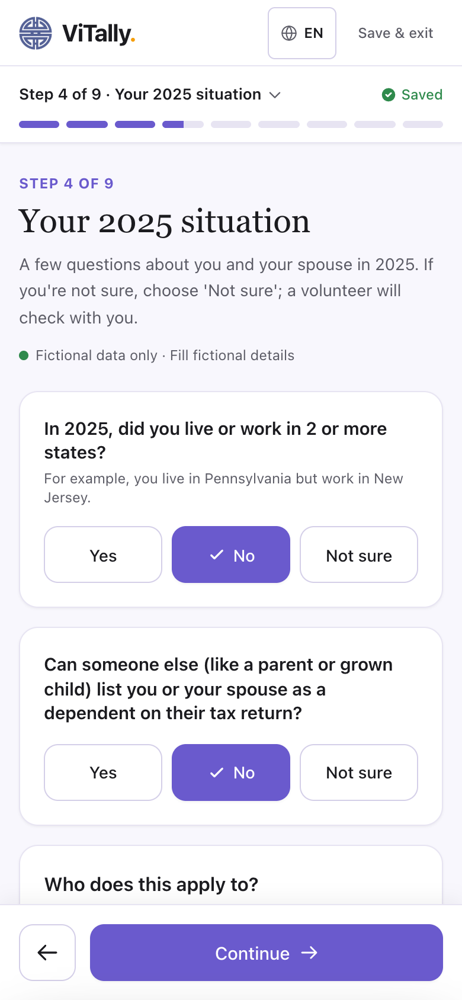 ViTally.
EN
Save & exit
Step 4 of 9 · Your 2025 situation
Saved
STEP 4 OF 9
Your 2025 situation
A few questions about you and your spouse in 2025. If
you're not sure, choose 'Not sure'; a volunteer will
check with you.
Fictional data only · Fill fictional details
In 2025, did you live or work in 2 or more
states?
For example, you live in Pennsylvania but work in New
Jersey.
Yes
No
Not sure
Can someone else (like a parent or grown
child) list you or your spouse as a
dependent on their tax return?
Yes
No
Not sure
Who does this apply to?
Continue